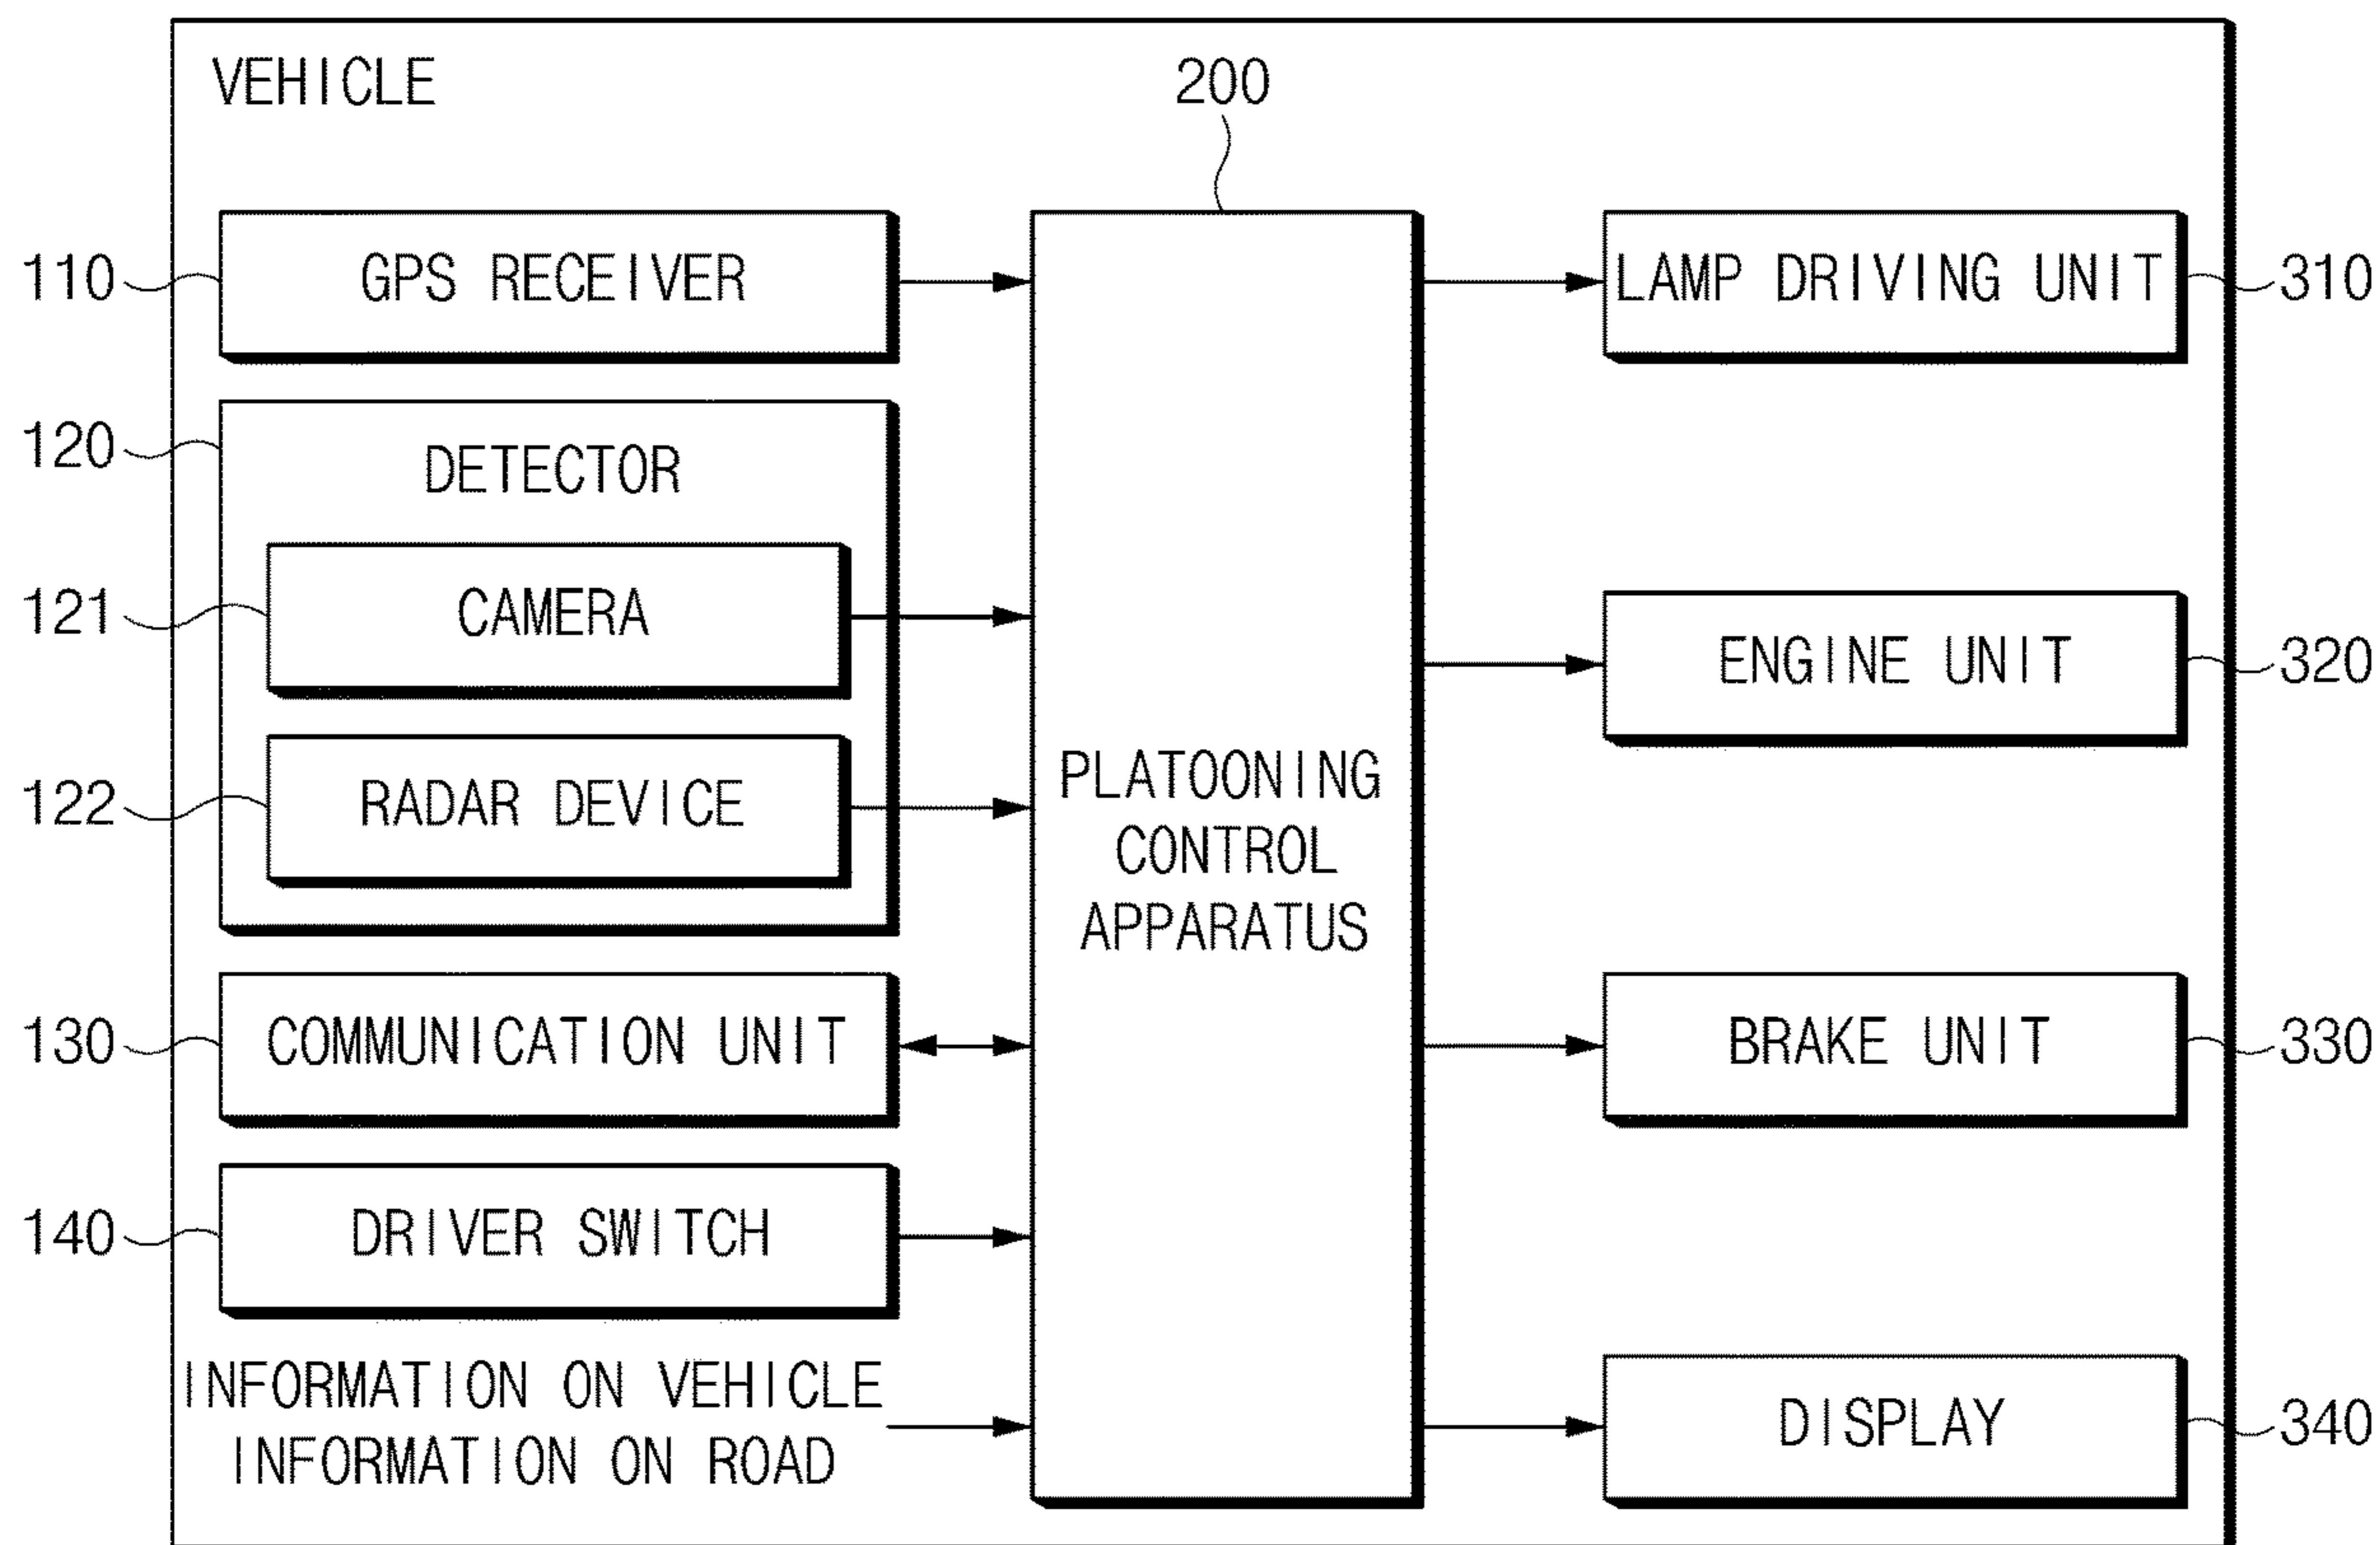 VEHICLE
200
110
GPS RECEIVER
LAMP DRIVING UNIT
310
120
DETECTOR
121
CAMERA
ENGINE UNIT
320
122
RADAR DEVICE
PLATOONING
CONTROL
APPARATUS
130
COMMUNICATION UNIT
BRAKE UNIT
330
140
DRIVER SWITCH
INFORMATION ON VEHICLE
INFORMATION ON ROAD
DISPLAY
340